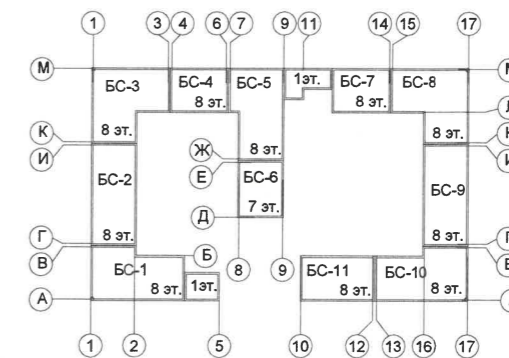 1 3 4 6 7 9 11 14 15 17
М
БС-3 БС-4 БС-5 1эт. БС-7 БС-8
8 эт. 8 эт. 8 эт.
К 8 эт. 8 эт.
И
Ж 8 эт.
Е БС-6
БС-2 БС-9
7 эт.
Д
8 эт. 8 эт.
Г
В
Б
8 9
БС-1 БС-11 БС-10
1эт.
8 эт. 8 эт. 8 эт.
А
1 2 5 10 12 13 16 17